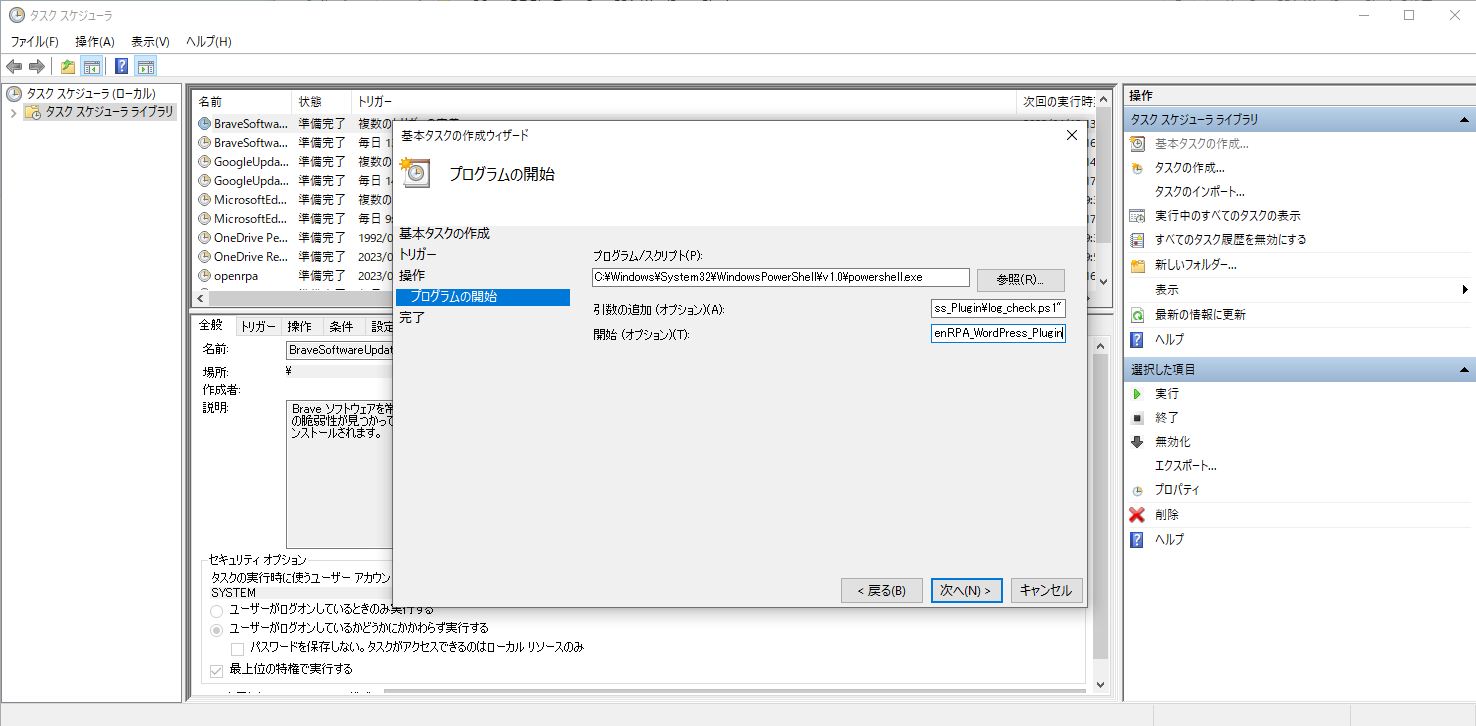 タスク スケジューラ
ファイル(F) 操作(A) 表示(V) ヘルプ(H)
タスク スケジューラ (ローカル)
タスク スケジューラ ライブラリ
名前 状態 トリガー 次回の実行時
BraveSoftwa... 準備完了 複数の
BraveSoftwa... 準備完了 毎日 1
GoogleUpda... 準備完了 複数の
GoogleUpda... 準備完了 毎日 14
MicrosoftEd... 準備完了 複数の
MicrosoftEd... 準備完了 毎日 9:
OneDrive Pe... 準備完了 1992/0
OneDrive Re... 準備完了 2023/0
openrpa 準備完了 2023/0
全般 トリガー 操作 条件 設定
名前: BraveSoftwareUpdat
場所: ¥
作成者:
説明: Brave ソフトウェアを常
の脆弱性が見つかって
ンストールされます。
セキュリティ オプション
タスクの実行時に使うユーザー アカウン
SYSTEM
ユーザーがログオンしているときのみ実行する
ユーザーがログオンしているかどうかにかかわらず実行する
パスワードを保存しない。タスクがアクセスできるのはローカル リソースのみ
最上位の特権で実行する
基本タスクの作成ウィザード
プログラムの開始
基本タスクの作成
トリガー
操作
プログラムの開始
完了
プログラム/スクリプト(P):
C:¥Windows¥System32¥WindowsPowerShell¥v1.0¥powershell.exe 参照(R)...
引数の追加 (オプション)(A): ss_Plugin¥log_check.ps1"
開始 (オプション)(T): enRPA_WordPress_Plugin
< 戻る(B) 次へ(N) > キャンセル
操作
タスク スケジューラ ライブラリ
基本タスクの作成...
タスクの作成...
タスクのインポート...
実行中のすべてのタスクの表示
すべてのタスク履歴を無効にする
新しいフォルダー...
表示
最新の情報に更新
ヘルプ
選択した項目
実行
終了
無効化
エクスポート...
プロパティ
削除
ヘルプ